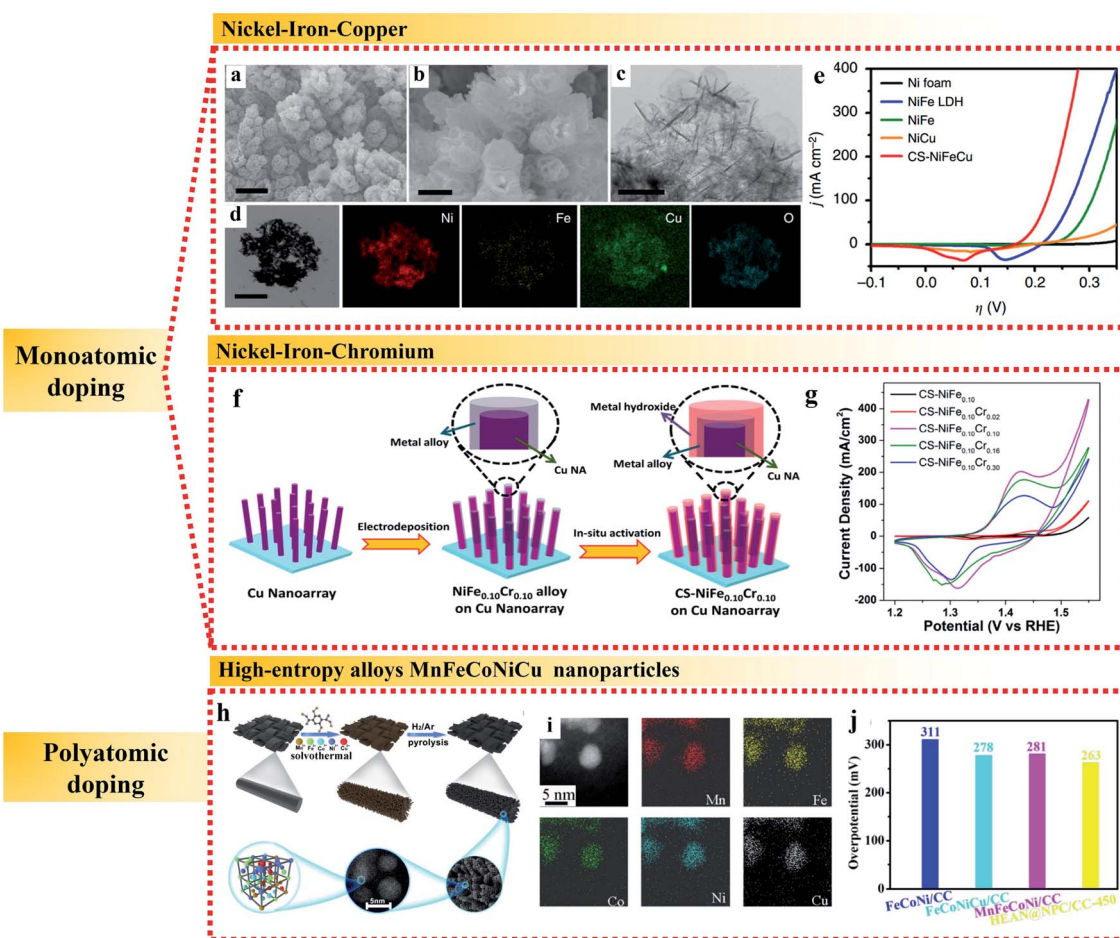 Nickel-Iron-Copper
a
b
c
d
Ni
Fe
Cu
O
e
Ni foam
NiFe LDH
NiFe
NiCu
CS-NiFeCu
400
300
200
100
0
j (mA cm⁻²)
−0.1
0.0
0.1
0.2
0.3
η (V)
Monoatomic
doping
Nickel-Iron-Chromium
f
Metal alloy
Cu NA
Metal hydroxide
Metal alloy
Cu NA
Electrodeposition
In-situ activation
Cu Nanoarray
NiFe₀.₁₀Cr₀.₁₀ alloy
on Cu Nanoarray
CS-NiFe₀.₁₀Cr₀.₁₀
on Cu Nanoarray
g
CS-NiFe₀.₁₀
CS-NiFe₀.₁₀Cr₀.₀₂
CS-NiFe₀.₁₀Cr₀.₁₀
CS-NiFe₀.₁₀Cr₀.₁₆
CS-NiFe₀.₁₀Cr₀.₃₀
400
300
200
100
0
-100
-200
Current Density (mA/cm²)
1.2
1.3
1.4
1.5
Potential (V vs RHE)
Polyatomic
doping
High-entropy alloys MnFeCoNiCu nanoparticles
h
solvothermal
H₂/Ar
pyrolysis
5nm
i
5 nm
Mn
Fe
Co
Ni
Cu
j
Overpotential (mV)
300
200
100
0
311
278
281
263
FeCoNi/CC
FeCoNiCu/CC
MnFeCoNi/CC
HEAN@NPC/CC-450